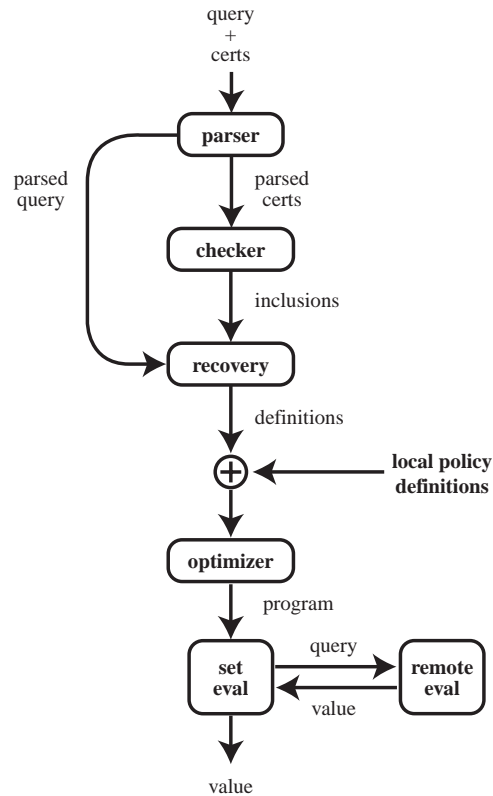 query
+
certs
parser
parsed
query
parsed
certs
checker
inclusions
recovery
definitions
+
local policy
definitions
optimizer
program
set
eval
query
value
remote
eval
value